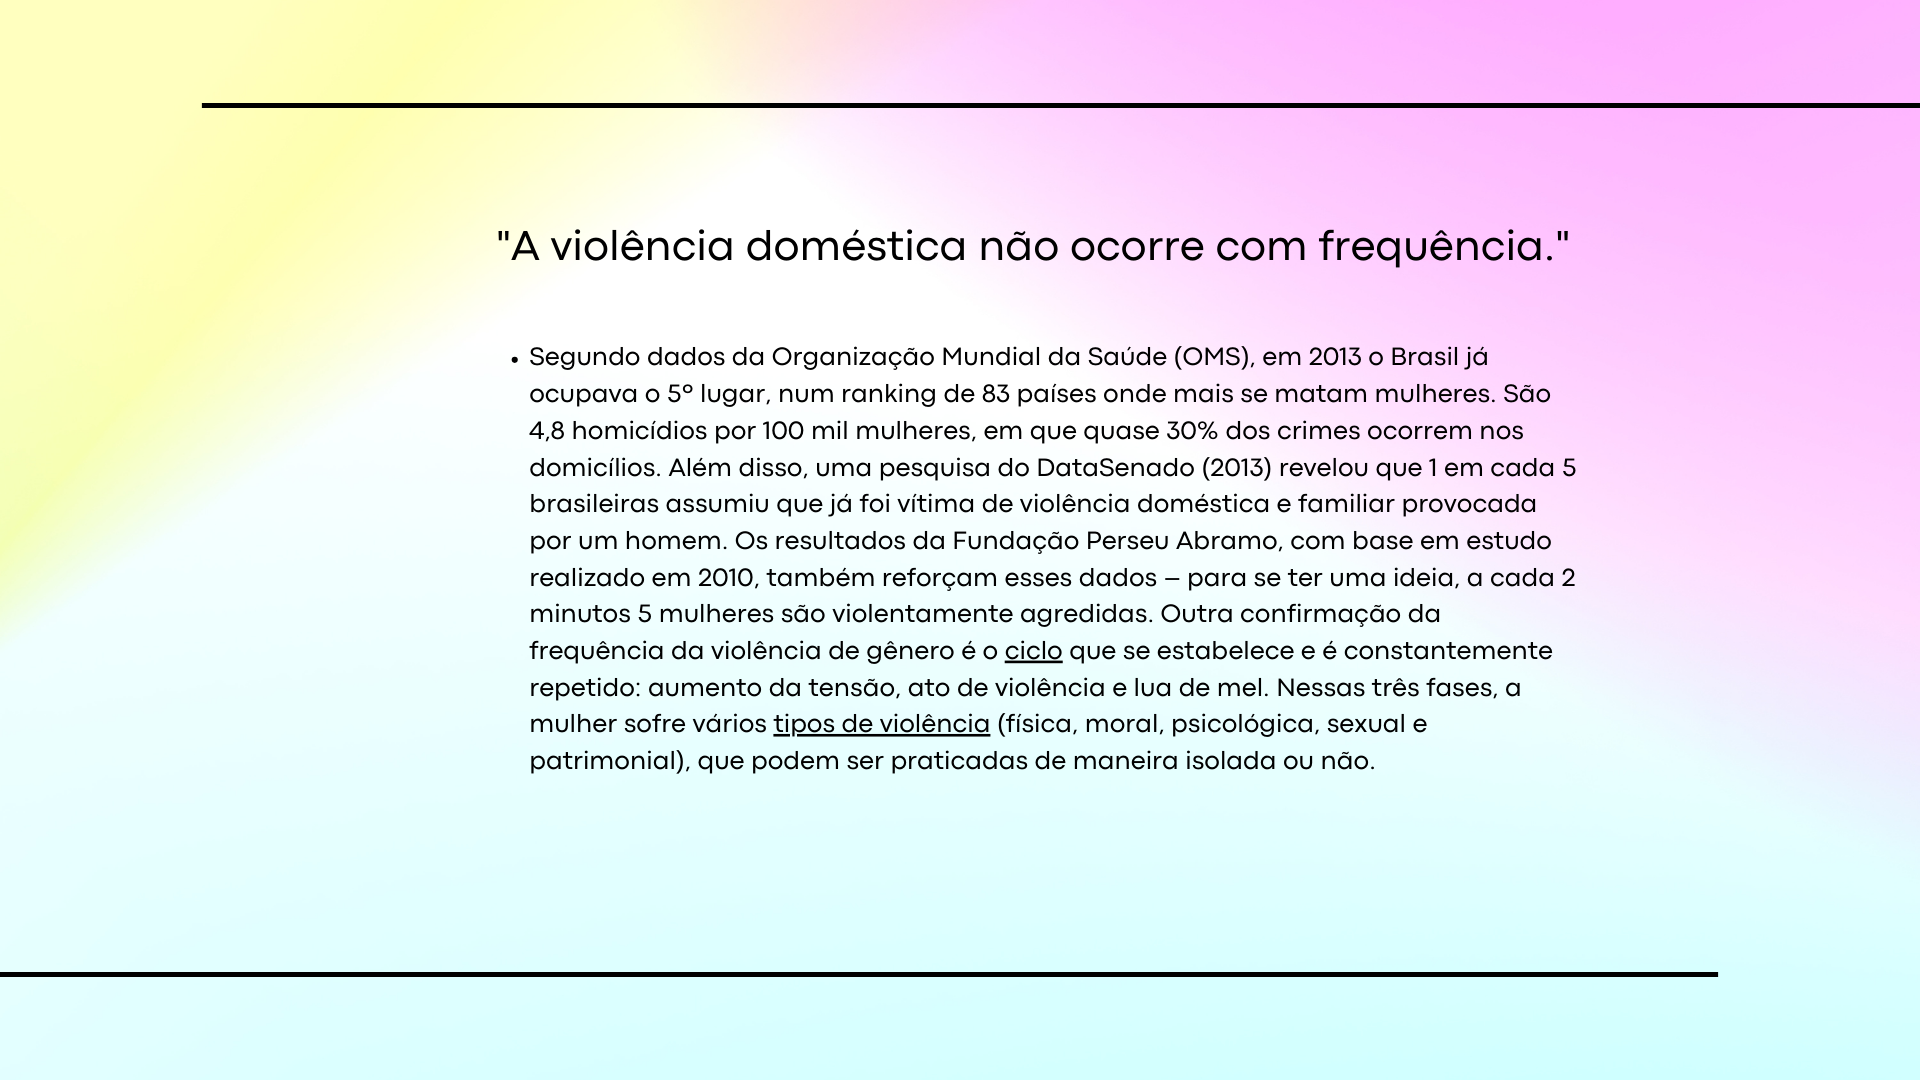 "A violência doméstica não ocorre com frequência."
• Segundo dados da Organização Mundial da Saúde (OMS), em 2013 o Brasil já
ocupava o 5º lugar, num ranking de 83 países onde mais se matam mulheres. São
4,8 homicídios por 100 mil mulheres, em que quase 30% dos crimes ocorrem nos
domicílios. Além disso, uma pesquisa do DataSenado (2013) revelou que 1 em cada 5
brasileiras assumiu que já foi vítima de violência doméstica e familiar provocada
por um homem. Os resultados da Fundação Perseu Abramo, com base em estudo
realizado em 2010, também reforçam esses dados – para se ter uma ideia, a cada 2
minutos 5 mulheres são violentamente agredidas. Outra confirmação da
frequência da violência de gênero é o ciclo que se estabelece e é constantemente
repetido: aumento da tensão, ato de violência e lua de mel. Nessas três fases, a
mulher sofre vários tipos de violência (física, moral, psicológica, sexual e
patrimonial), que podem ser praticadas de maneira isolada ou não.